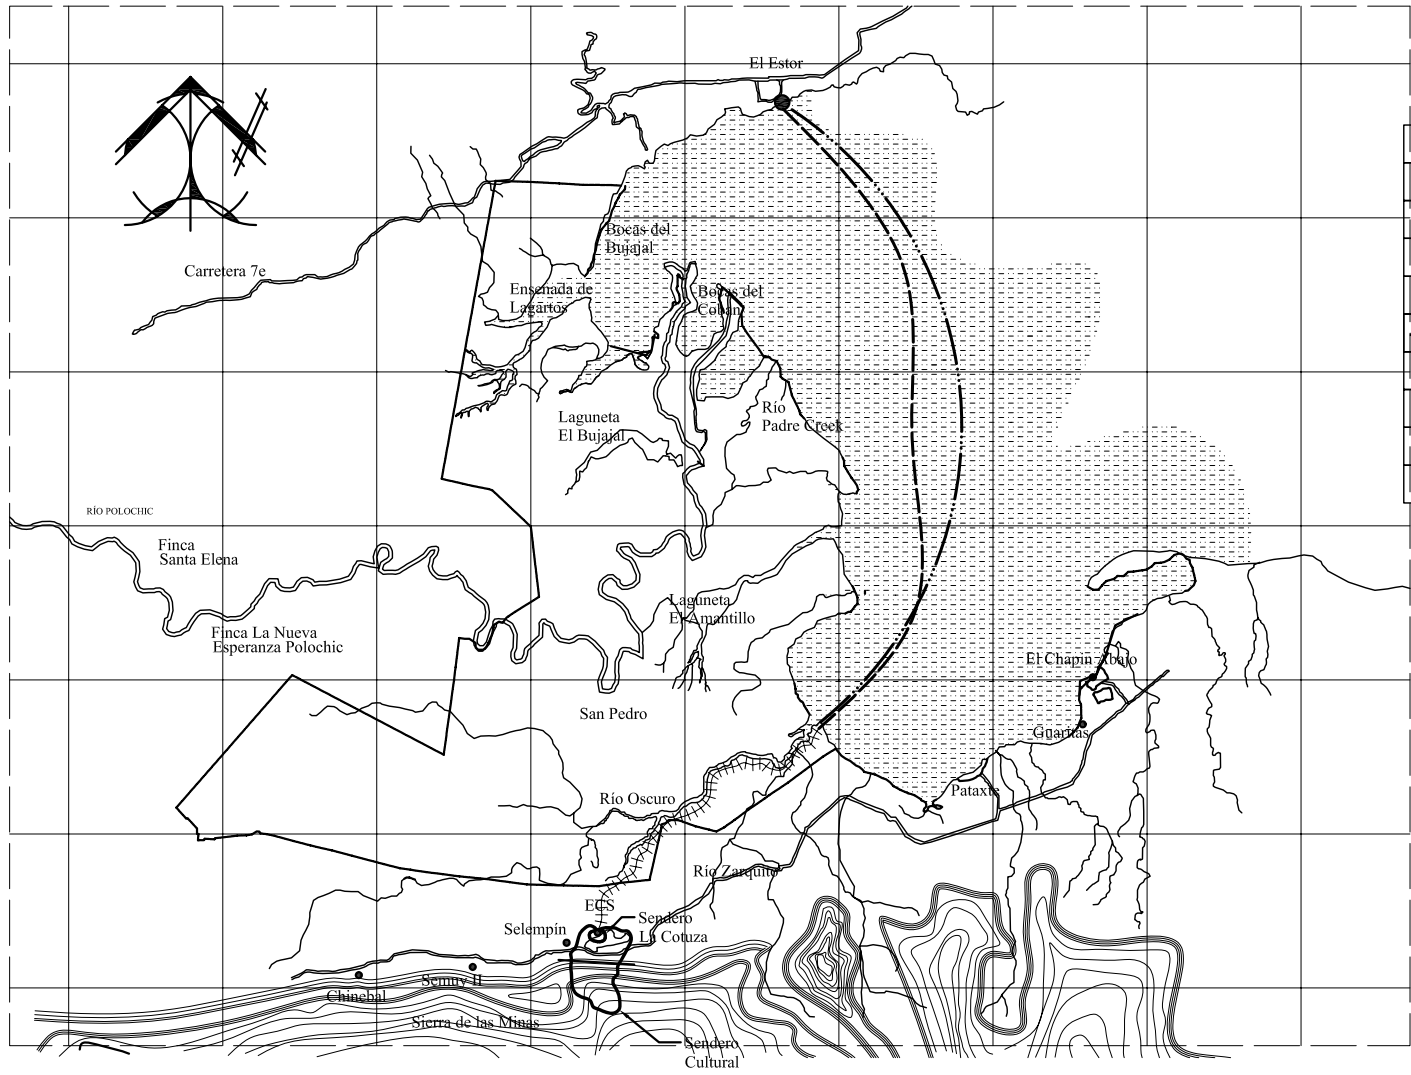 El Estor
Bocas del
Bujajal
Carretera 7e
Ensenada de
Lagartos
Bocas del
Cobán
Río
Padre Creek
Laguneta
El Bujajal
RÍO POLOCHIC
Finca
Santa Elena
Laguneta
El Amantillo
Finca La Nueva
Esperanza Polochic
El Chapin Abajo
San Pedro
Guaritas
Pataxte
Río Oscuro
Río Zarquito
ECS
Sendero
La Cotuza
Selempín
Semuy II
Chinebal
Sierra de las Minas
Sendero
Cultural